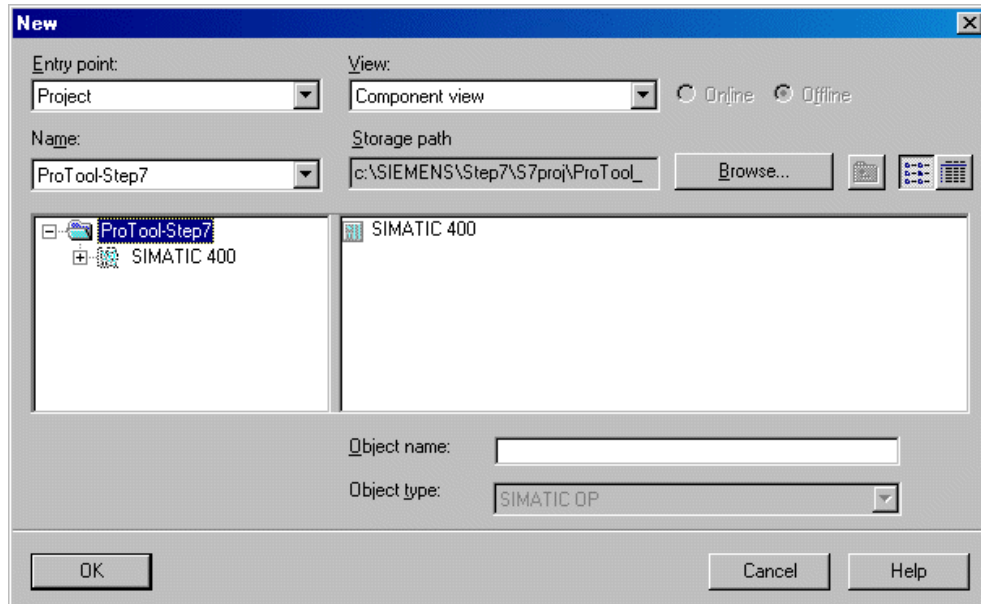 New
Entry point: View:
Project Component view Online Offline
Name: Storage path
ProTool-Step7 c:\SIEMENS\Step7\S7proj\ProTool_ Browse...
ProTool-Step7 SIMATIC 400
SIMATIC 400
Object name:
Object type: SIMATIC OP
OK Cancel Help